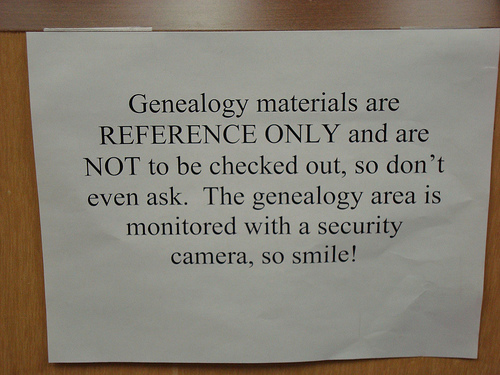 Genealogy materials are
REFERENCE ONLY and are
NOT to be checked out, so don’t
even ask.  The genealogy area is
monitored with a security
camera, so smile!